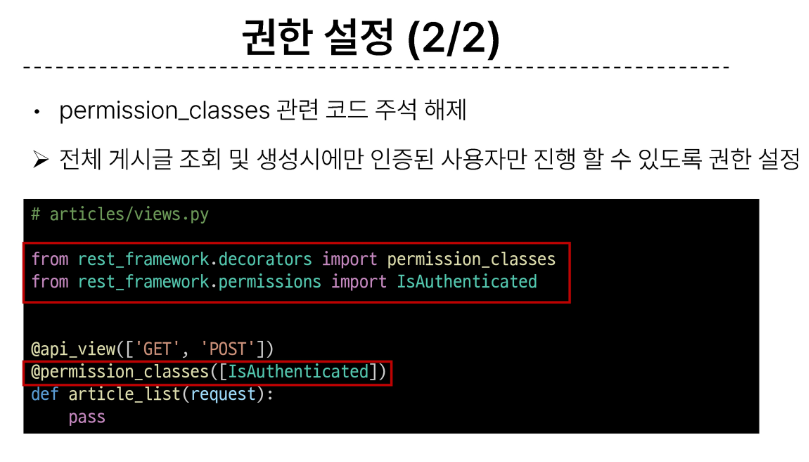 권한 설정 (2/2)
• permission_classes 관련 코드 주석 해제
➢ 전체 게시글 조회 및 생성시에만 인증된 사용자만 진행 할 수 있도록 권한 설정
# articles/views.py
from rest_framework.decorators import permission_classes
from rest_framework.permissions import IsAuthenticated
@api_view(['GET', 'POST'])
@permission_classes([IsAuthenticated])
def article_list(request):
    pass